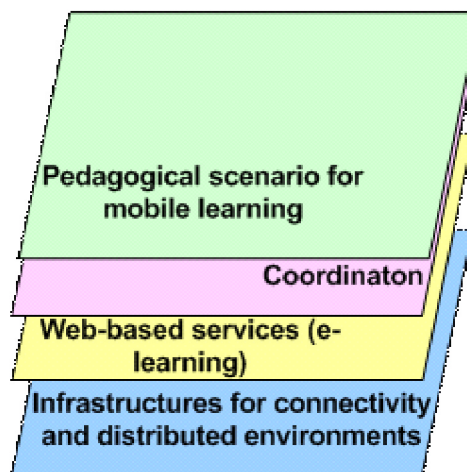 Pedagogical scenario for
mobile learning
Coordinaton
Web-based services (e-
learning)
Infrastructures for connectivity
and distributed environments